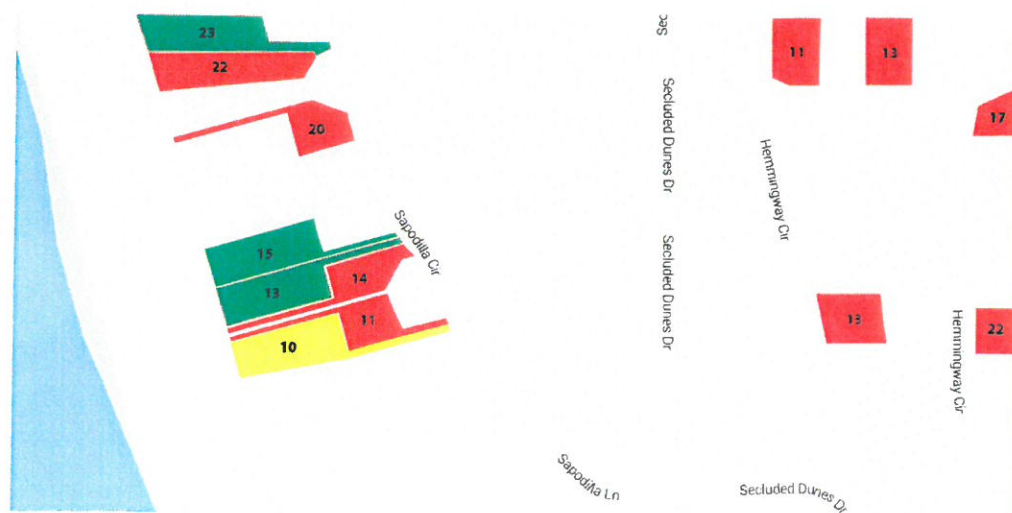 23
22
20
Sec
Secluded Dunes Dr
11
13
17
Hemmingway Cir
15
13
14
11
10
Sapodilla Cir
Secluded Dunes Dr
13
22
Hemmingway Cir
Sapodilla Ln
Secluded Dunes Dr